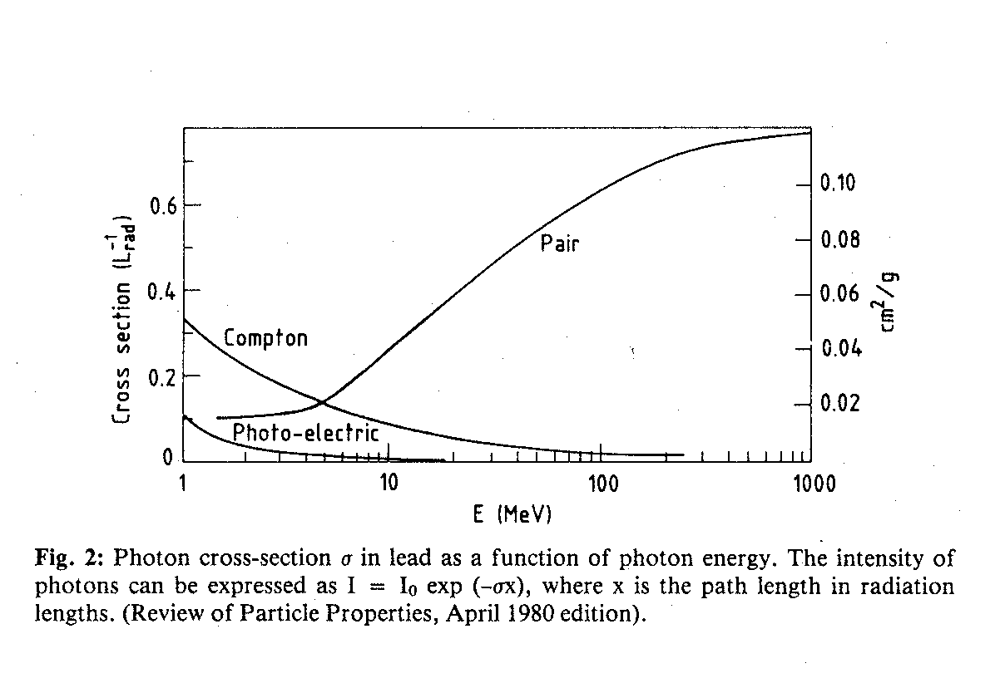 0.6
0.4
0.2
0
Cross section (L⁻¹rad)
0.10
0.08
0.06
0.04
0.02
cm²/g
Pair
Compton
Photo-electric
1 10 100 1000
E (MeV)
Fig. 2: Photon cross-section σ in lead as a function of photon energy. The intensity of
photons can be expressed as I = I₀ exp (-σx), where x is the path length in radiation
lengths. (Review of Particle Properties, April 1980 edition).